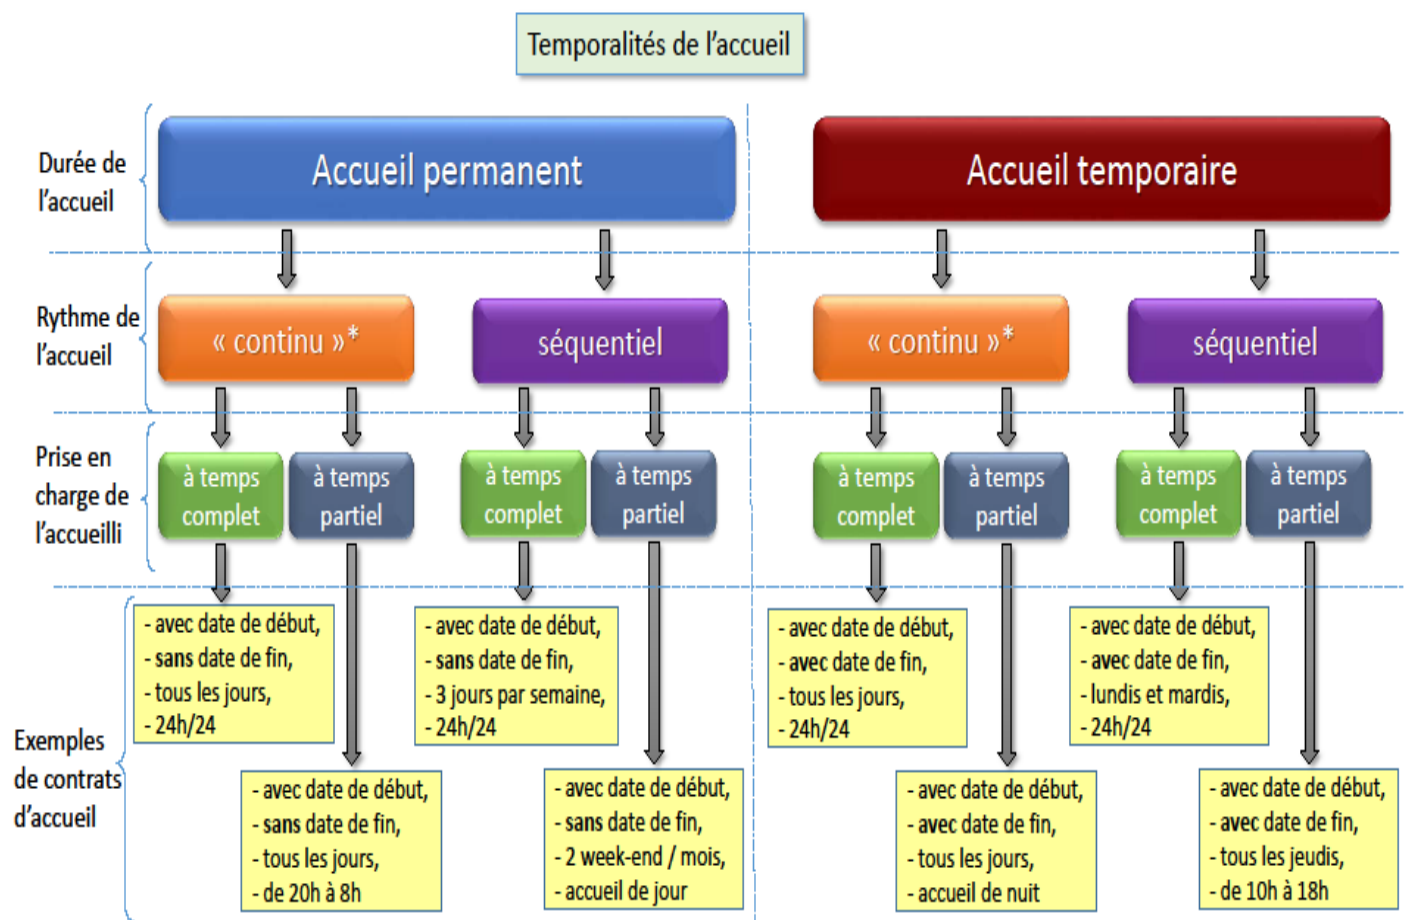 Temporalités de l'accueil
Durée de
l'accueil
Accueil permanent
Accueil temporaire
Rythme de
l'accueil
« continu »*
séquentiel
« continu »*
séquentiel
Prise en
charge de
l'accueilli
à temps
complet
à temps
partiel
à temps
complet
à temps
partiel
à temps
complet
à temps
partiel
à temps
complet
à temps
partiel
Exemples
de contrats
d'accueil
- avec date de début,
- sans date de fin,
- tous les jours,
- 24h/24
- avec date de début,
- sans date de fin,
- 3 jours par semaine,
- 24h/24
- avec date de début,
- avec date de fin,
- tous les jours,
- 24h/24
- avec date de début,
- avec date de fin,
- lundis et mardis,
- 24h/24
- avec date de début,
- sans date de fin,
- tous les jours,
- de 20h à 8h
- avec date de début,
- sans date de fin,
- 2 week-end / mois,
- accueil de jour
- avec date de début,
- avec date de fin,
- tous les jours,
- accueil de nuit
- avec date de début,
- avec date de fin,
- tous les jeudis,
- de 10h à 18h